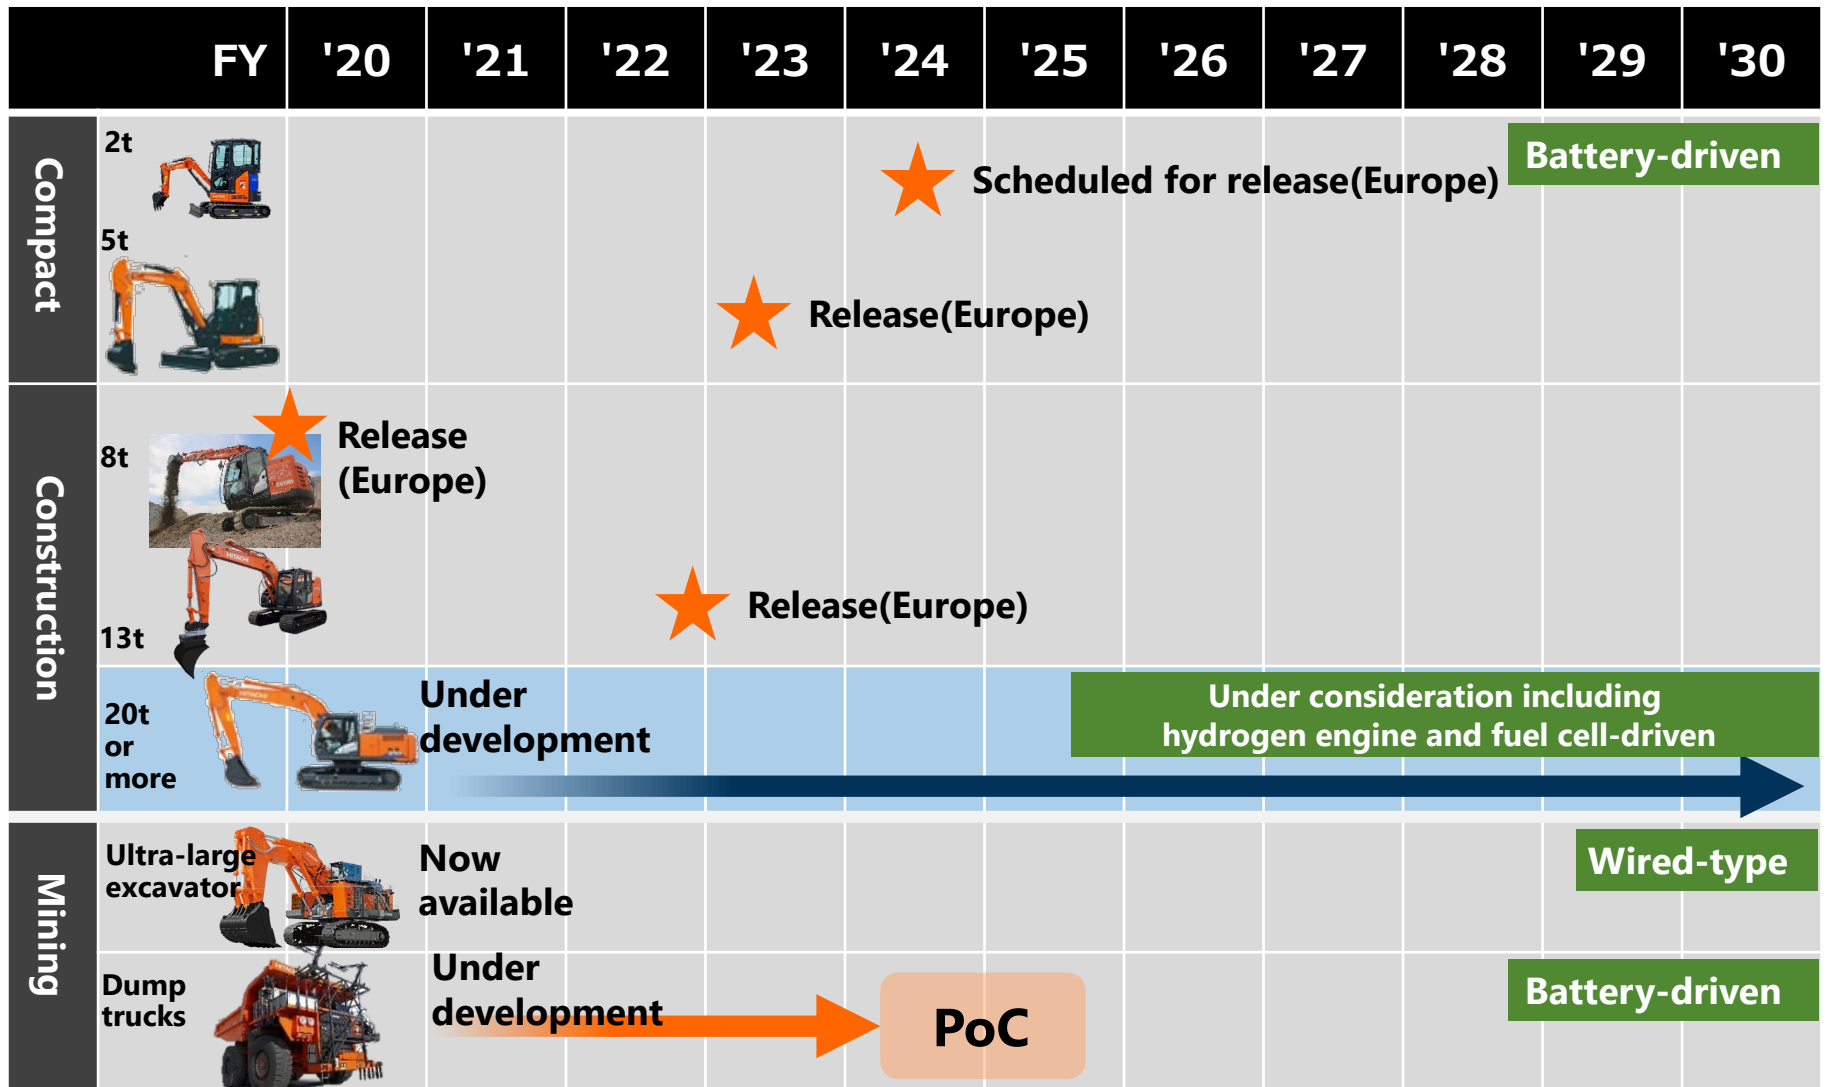 FY '20 '21 '22 '23 '24 '25 '26 '27 '28 '29 '30
Compact
2t
Scheduled for release(Europe)
Battery-driven
5t
Release(Europe)
Construction
8t
Release
(Europe)
HITACHI
13t
Release(Europe)
20t
or
more
HITACHI
Under
development
Under consideration including
hydrogen engine and fuel cell-driven
Mining
Ultra-large
excavator
Now
available
Wired-type
Dump
trucks
Under
development
PoC
Battery-driven